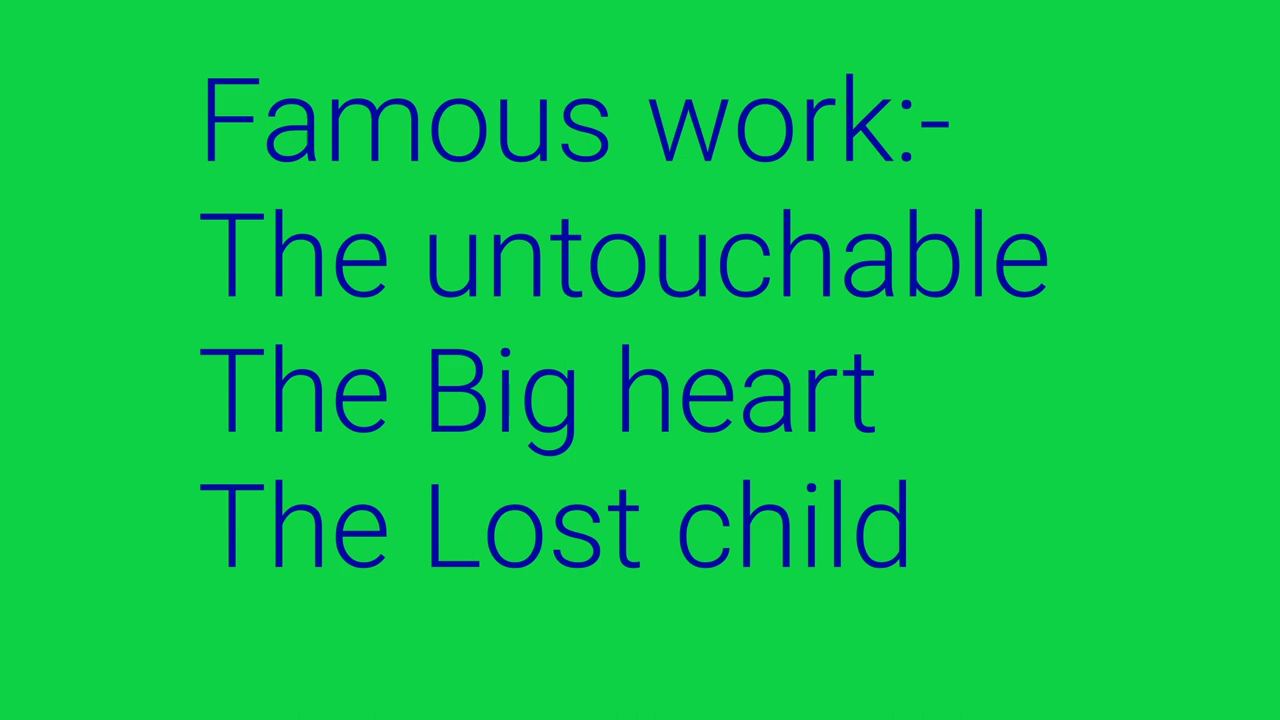 Famous work:-
The untouchable
The Big heart
The Lost child